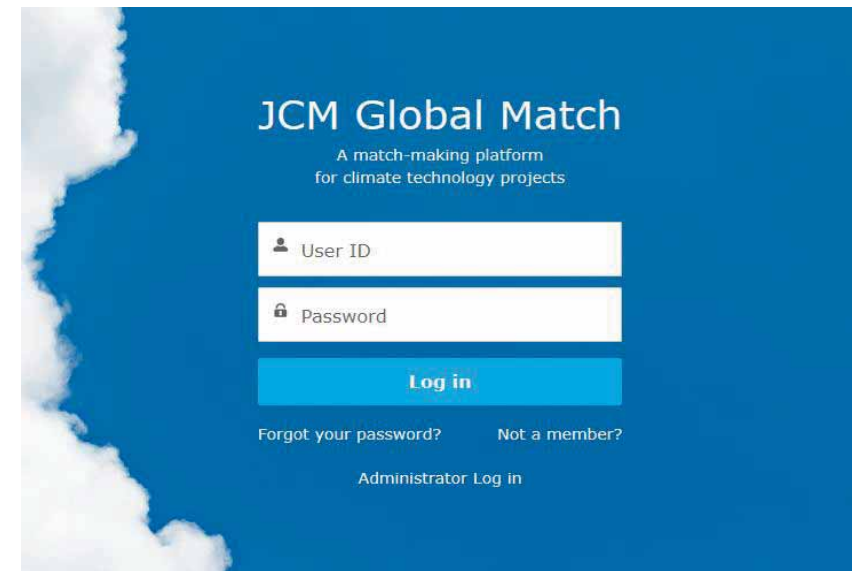 JCM Global Match
A match-making platform
for climate technology projects
User ID
Password
Log in
Forgot your password? Not a member?
Administrator Log in